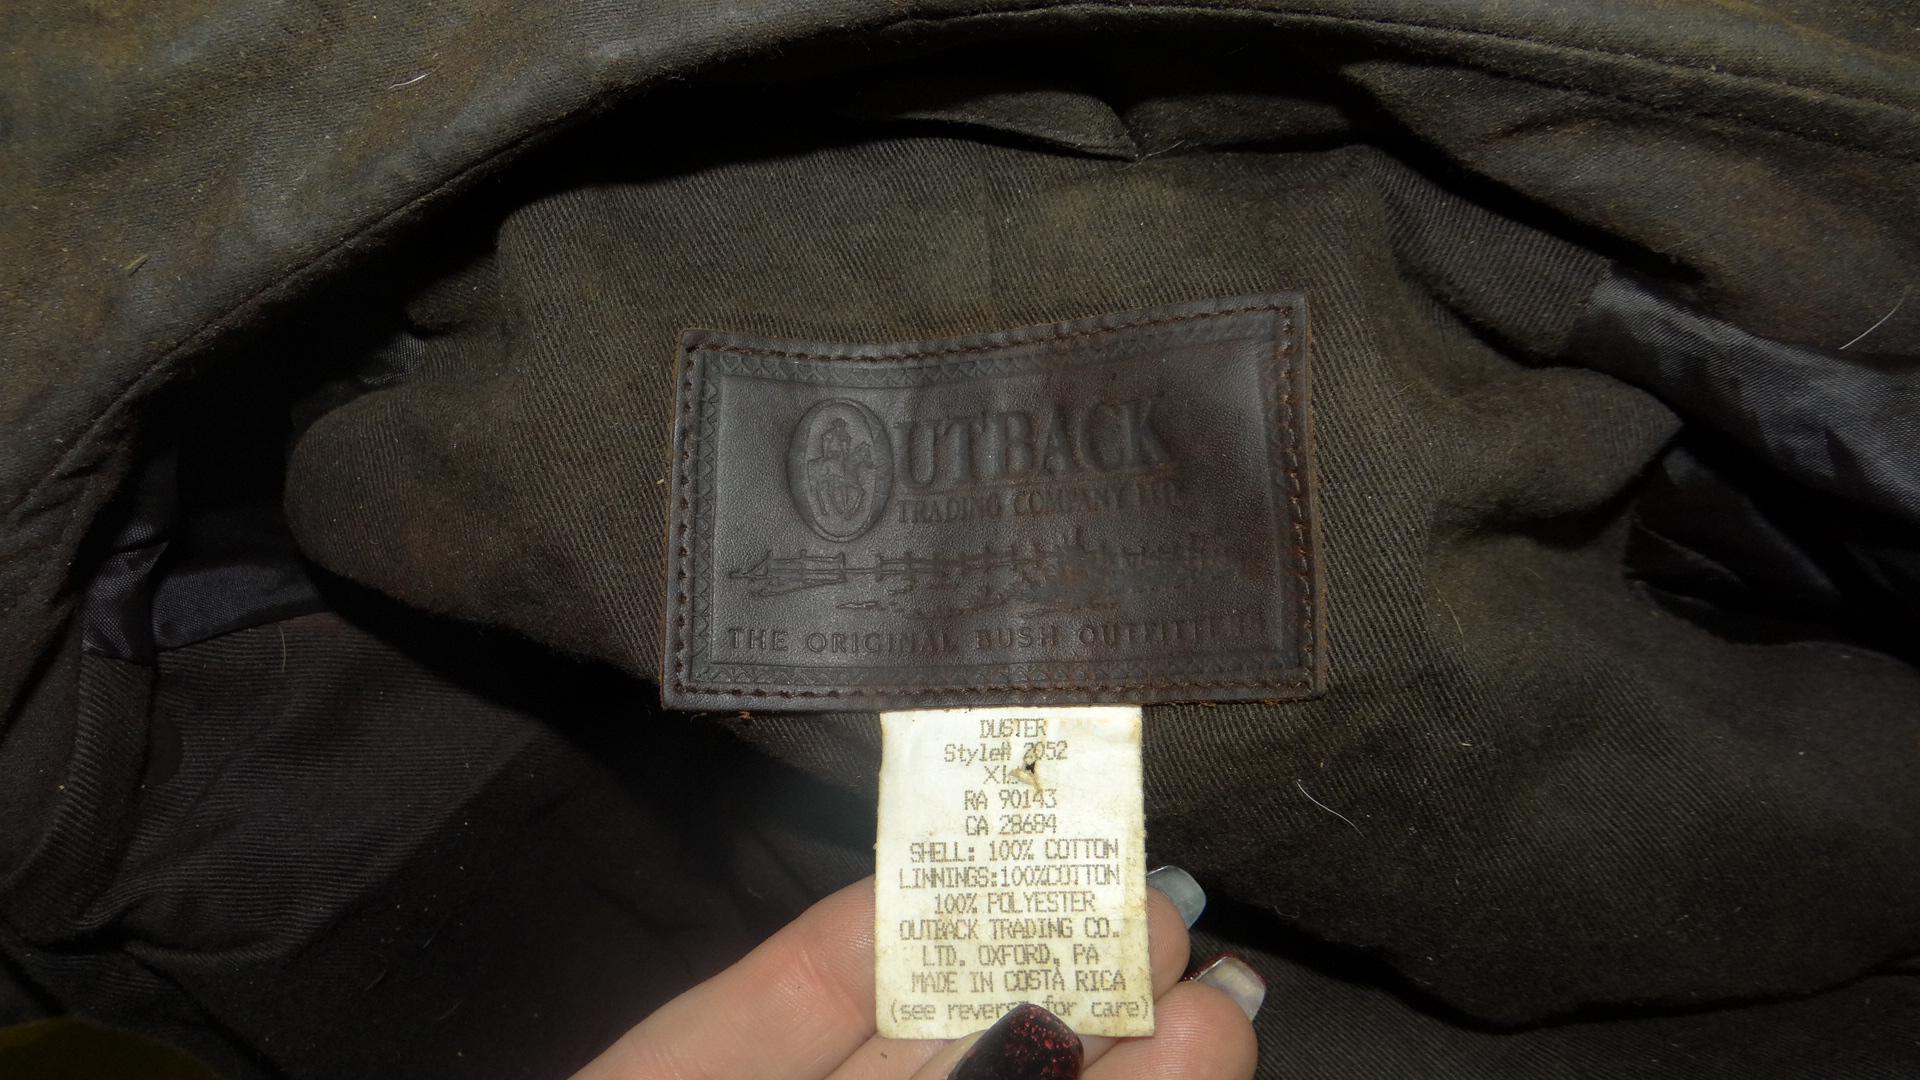 OUTBACK
TRADING COMPANY LTD
THE ORIGINAL BUSH OUTFITTERS
DUSTER
Style# 2052
XL
RA 90143
CA 28684
SHELL: 100% COTTON
LINNINGS:100%COTTON
100% POLYESTER
OUTBACK TRADING CO.
LTD. OXFORD, PA
MADE IN COSTA RICA
(see reverse for care)